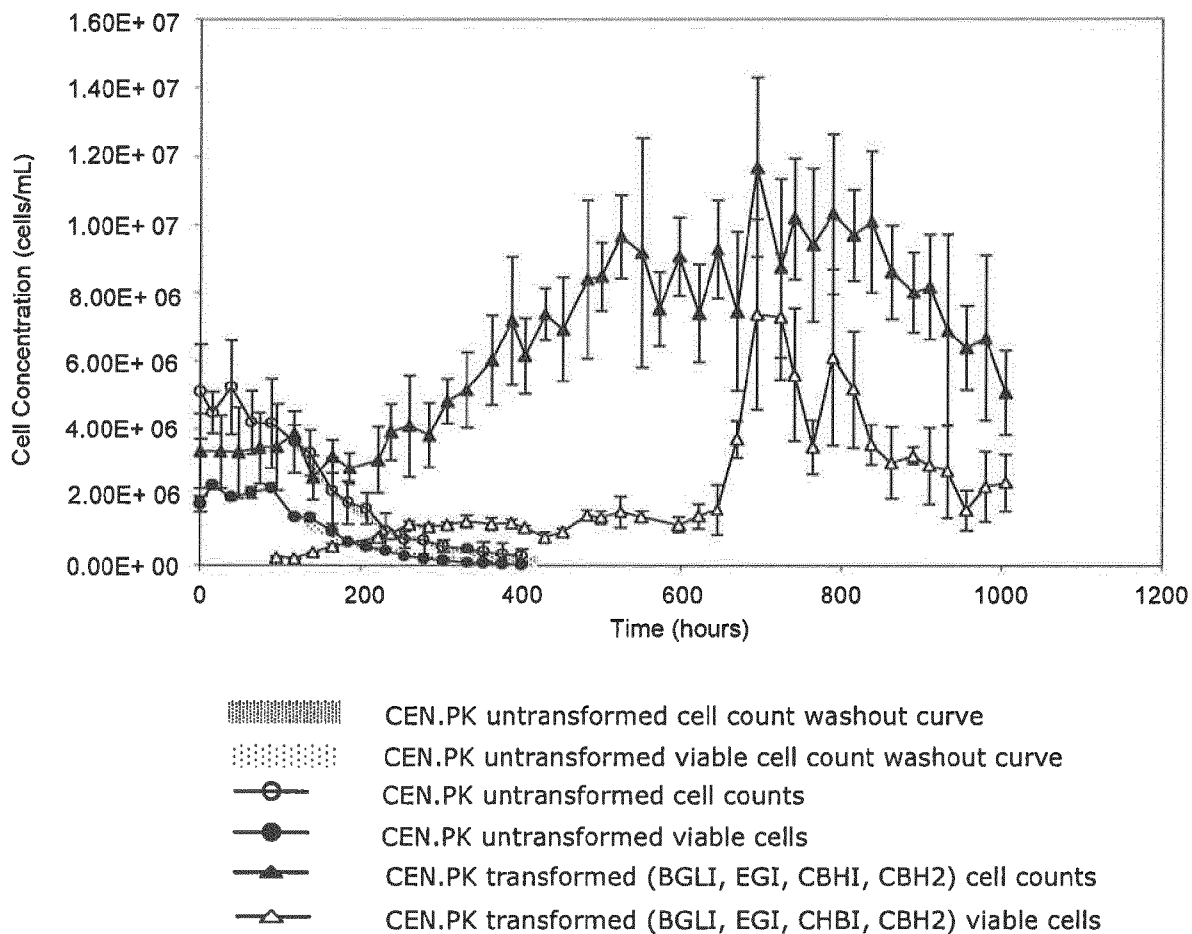 1.60E+ 07
1.40E+ 07
1.20E+ 07
1.00E+ 07
8.00E+ 06
6.00E+ 06
4.00E+ 06
2.00E+ 06
0.00E+ 00
Cell Concentration (cells/mL)
0 200 400 600 800 1000 1200
Time (hours)
CEN.PK untransformed cell count washout curve
CEN.PK untransformed viable cell count washout curve
CEN.PK untransformed cell counts
CEN.PK untransformed viable cells
CEN.PK transformed (BGLI, EGI, CBHI, CBH2) cell counts
CEN.PK transformed (BGLI, EGI, CHBI, CBH2) viable cells